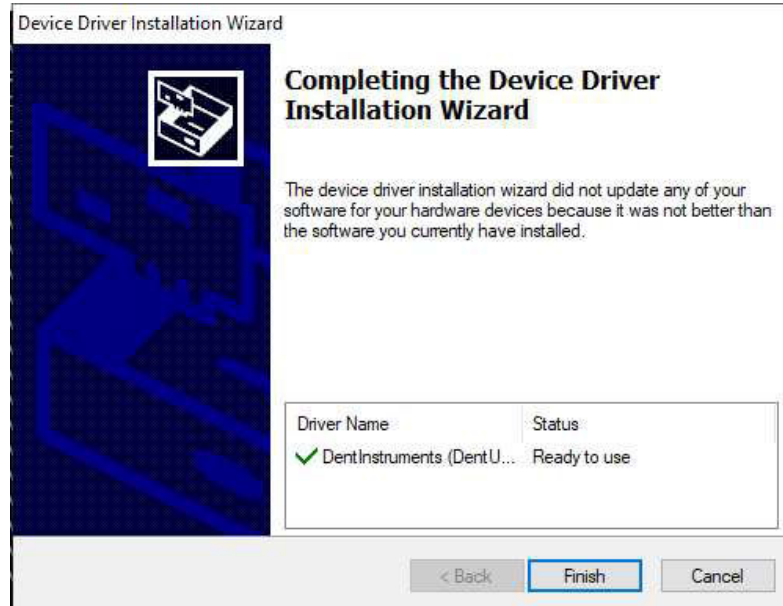 Device Driver Installation Wizard
Completing the Device Driver
Installation Wizard
The device driver installation wizard did not update any of your
software for your hardware devices because it was not better than
the software you currently have installed.
Driver Name Status
DentInstruments (DentU... Ready to use
< Back Finish Cancel